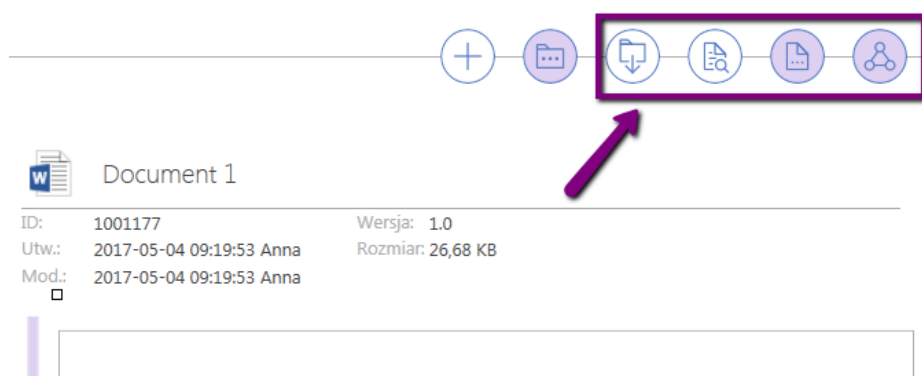 W Document 1
ID: 1001177 Wersja: 1.0
Utw.: 2017-05-04 09:19:53 Anna Rozmiar: 26,68 KB
Mod.: 2017-05-04 09:19:53 Anna